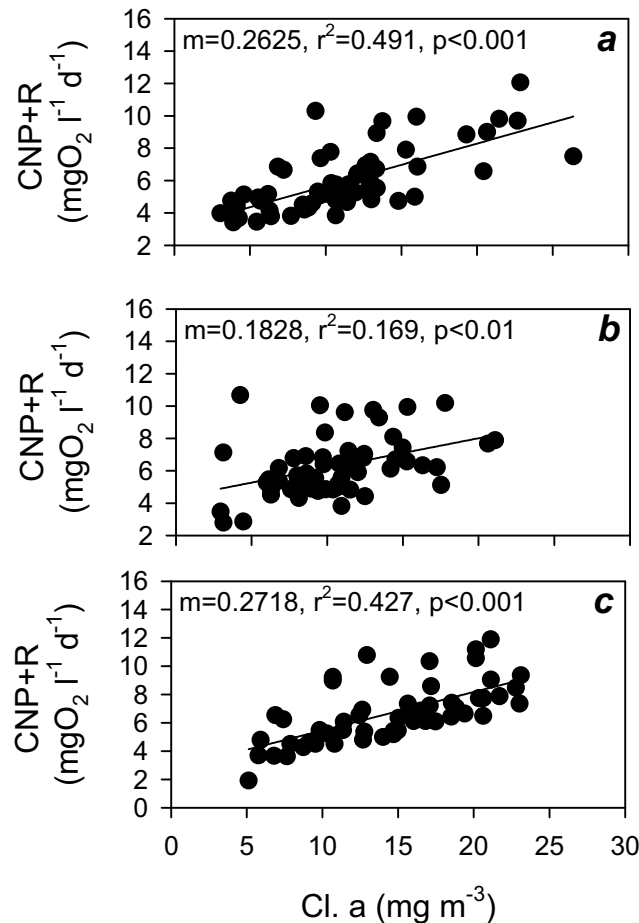 16
m=0.2625, r²=0.491, p<0.001
a
14
12
10
8
6
4
2
CNP+R
(mgO₂ l⁻¹ d⁻¹)
16
m=0.1828, r²=0.169, p<0.01
b
14
12
10
8
6
4
2
CNP+R
(mgO₂ l⁻¹ d⁻¹)
16
m=0.2718, r²=0.427, p<0.001
c
14
12
10
8
6
4
2
0
CNP+R
(mgO₂ l⁻¹ d⁻¹)
0 5 10 15 20 25 30
Cl. a (mg m⁻³)